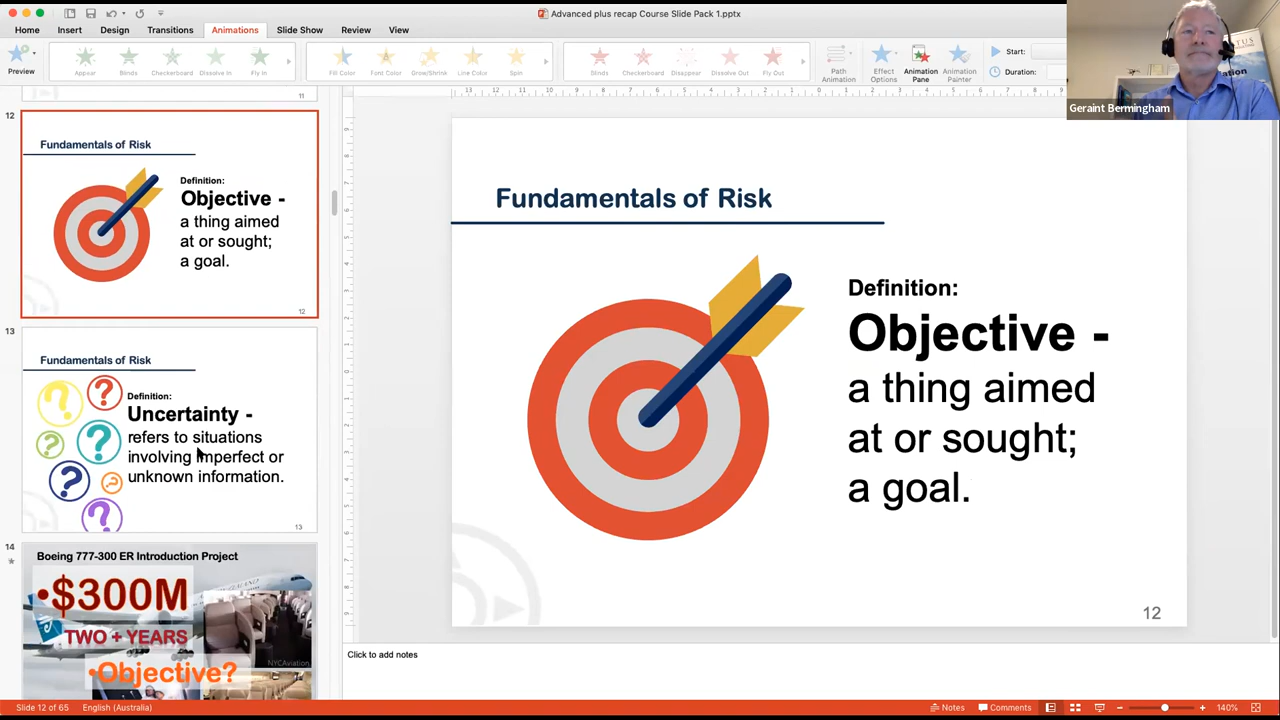 Advanced plus recap Course Slide Pack 1.pptx
Home Insert Design Transitions Animations Slide Show Review View
Preview
Appear Blinds Checkerboard Dissolve In Fly In
Fill Color Font Color Grow/Shrink Line Color Spin
Blinds Checkerboard Disappear Dissolve Out Fly Out
Path Animation
Effect Options
Animation Pane
Animation Painter
Start:
Duration:
Geraint Bermingham
11
12
Fundamentals of Risk
Definition:
Objective -
a thing aimed
at or sought;
a goal.
12
13
Fundamentals of Risk
Definition:
Uncertainty -
refers to situations
involving imperfect or
unknown information.
13
14
Boeing 777-300 ER Introduction Project
•$300M
TWO + YEARS
NYCAviation
•Objective?
Fundamentals of Risk
Definition:
Objective -
a thing aimed
at or sought;
a goal.
12
Click to add notes
Slide 12 of 65 English (Australia) Notes Comments 140%